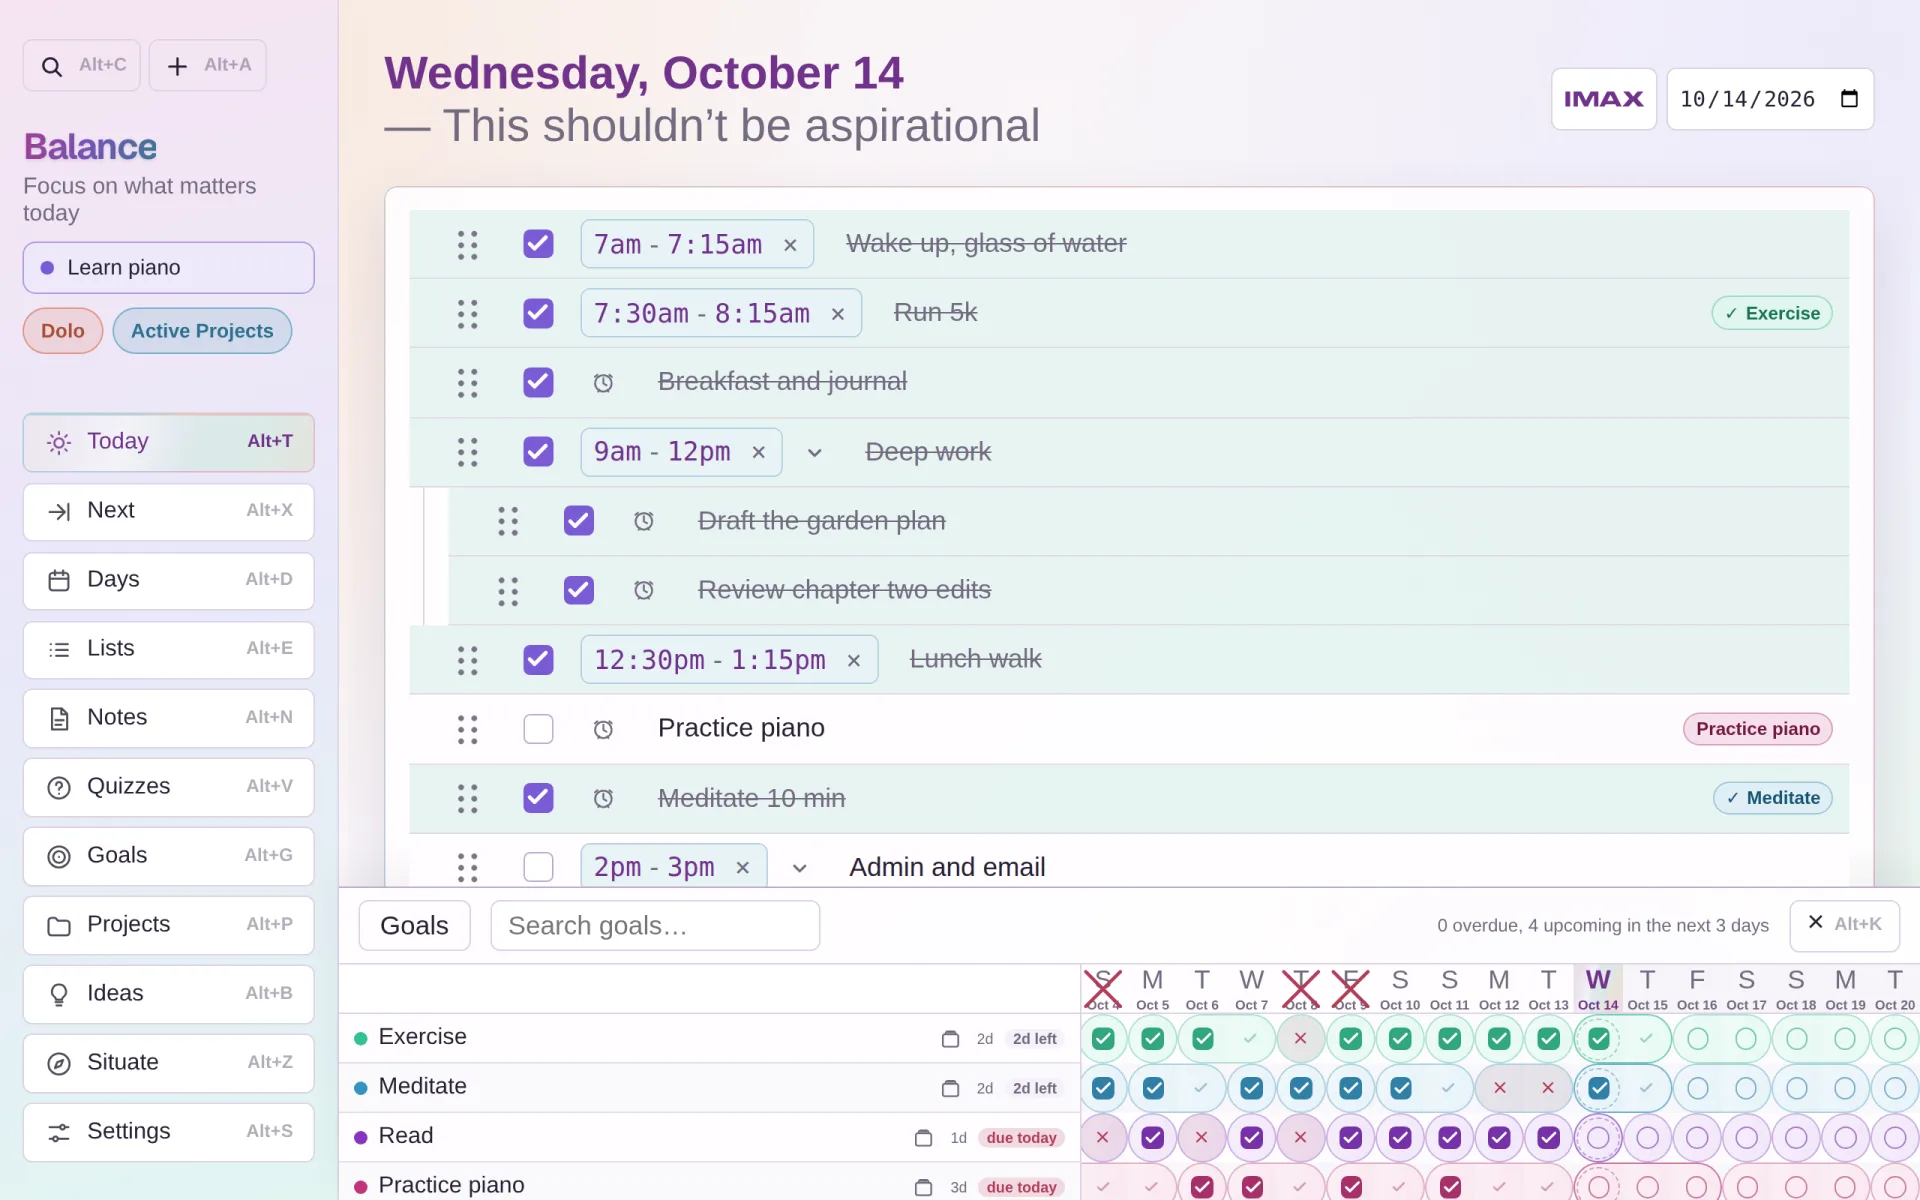 Alt+C
Alt+A
Balance
Focus on what matters
today
Learn piano
Dolo
Active Projects
Today Alt+T
Next Alt+X
Days Alt+D
Lists Alt+E
Notes Alt+N
Quizzes Alt+V
Goals Alt+G
Projects Alt+P
Ideas Alt+B
Situate Alt+Z
Settings Alt+S
Wednesday, October 14
— This shouldn’t be aspirational
IMAX
10/14/2026
7am - 7:15am × Wake up, glass of water
7:30am - 8:15am × Run 5k ✓ Exercise
Breakfast and journal
9am - 12pm × Deep work
Draft the garden plan
Review chapter two edits
12:30pm - 1:15pm × Lunch walk
Practice piano Practice piano
Meditate 10 min ✓ Meditate
2pm - 3pm × Admin and email
Goals
Search goals…
0 overdue, 4 upcoming in the next 3 days
× Alt+K
S M T W T F S S M T W T F S S M T
Oct 4 Oct 5 Oct 6 Oct 7 Oct 8 Oct 9 Oct 10 Oct 11 Oct 12 Oct 13 Oct 14 Oct 15 Oct 16 Oct 17 Oct 18 Oct 19 Oct 20
Exercise 2d 2d left
Meditate 2d 2d left
Read 1d due today
Practice piano 3d due today